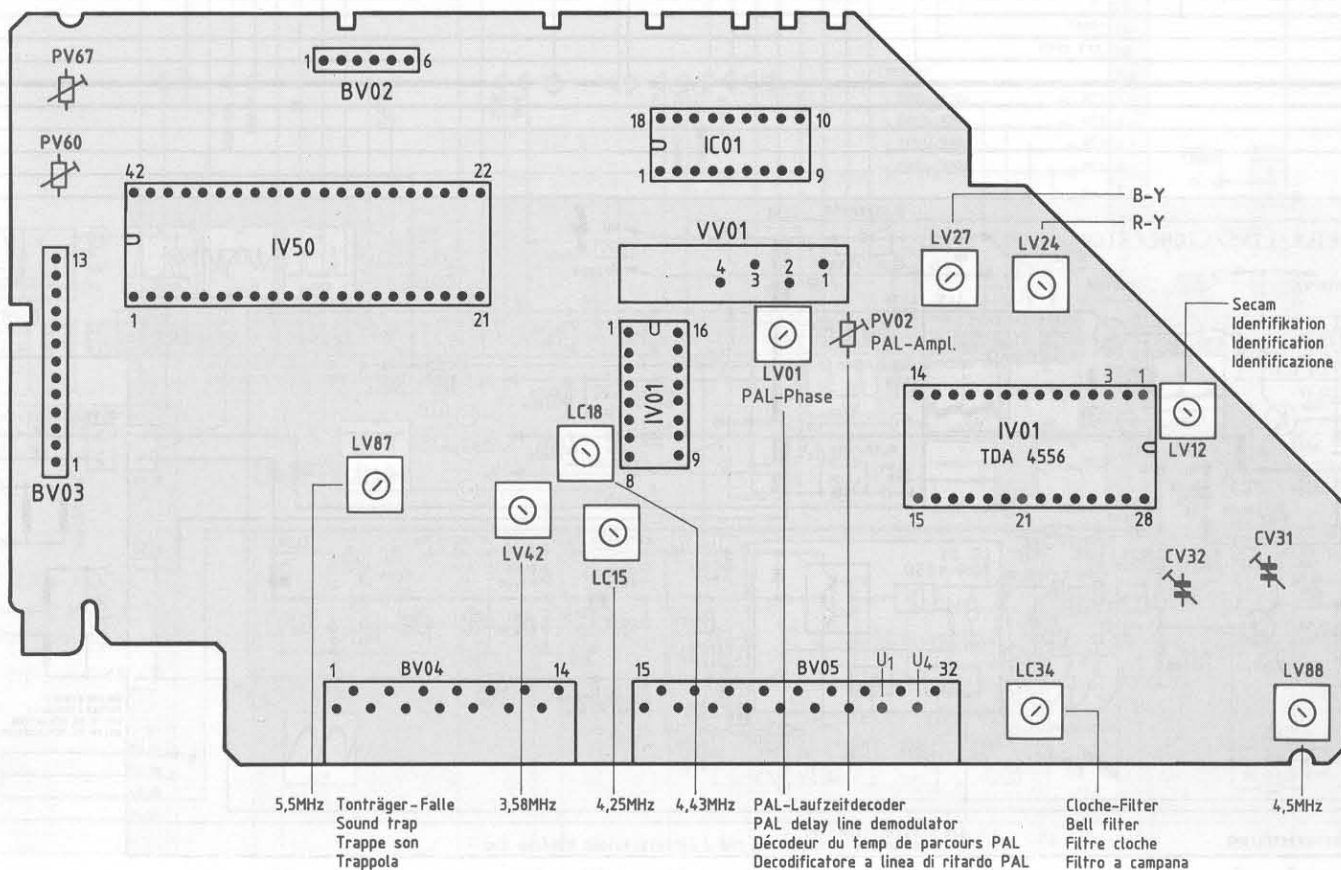 PV67
1 6
BV02
PV60
18 10
IC01
1 9
42 22
IV50
1 21
13
1
BV03
VV01
4 3 2 1
B-Y
R-Y
LV27
LV24
Secam
Identifikation
Identification
Identificazione
1 U 16
IV01
8 9
LV01
PAL-Phase
PV02
PAL-Ampl.
14 3 1
IV01
TDA 4556
15 21 28
LV12
LC18
LV87
LV42
LC15
CV32
CV31
1 BV04 14
15 BV05 U1 U4 32
LC34
LV88
5,5MHz
Tonträger-Falle
Sound trap
Trappe son
Trappola
3,58MHz
4,25MHz
4,43MHz
PAL-Laufzeitdecoder
PAL delay line demodulator
Décodeur du temp de parcours PAL
Decodificatore a linea di ritardo PAL
Cloche-Filter
Bell filter
Filtre cloche
Filtro a campana
4,5MHz